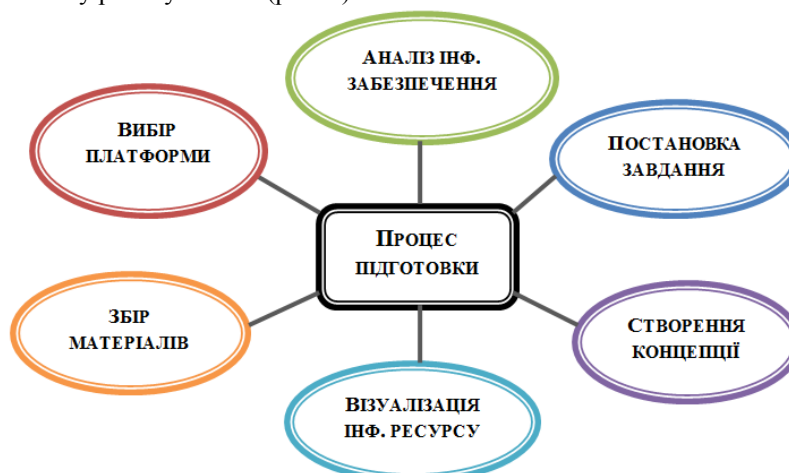 АНАЛІЗ ІНФ.
ЗАБЕЗПЕЧЕННЯ
ВИБІР
ПЛАТФОРМИ
ПОСТАНОВКА
ЗАВДАННЯ
ПРОЦЕС
ПІДГОТОВКИ
ЗБІР
МАТЕРІАЛІВ
СТВОРЕННЯ
КОНЦЕПЦІЇ
ВІЗУАЛІЗАЦІЯ
ІНФ. РЕСУРСУ